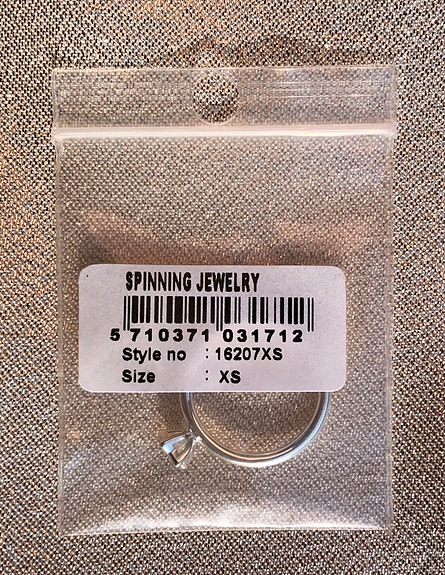 SPINNING JEWELRY
5 710371 031712
Style no : 16207XS
Size : XS